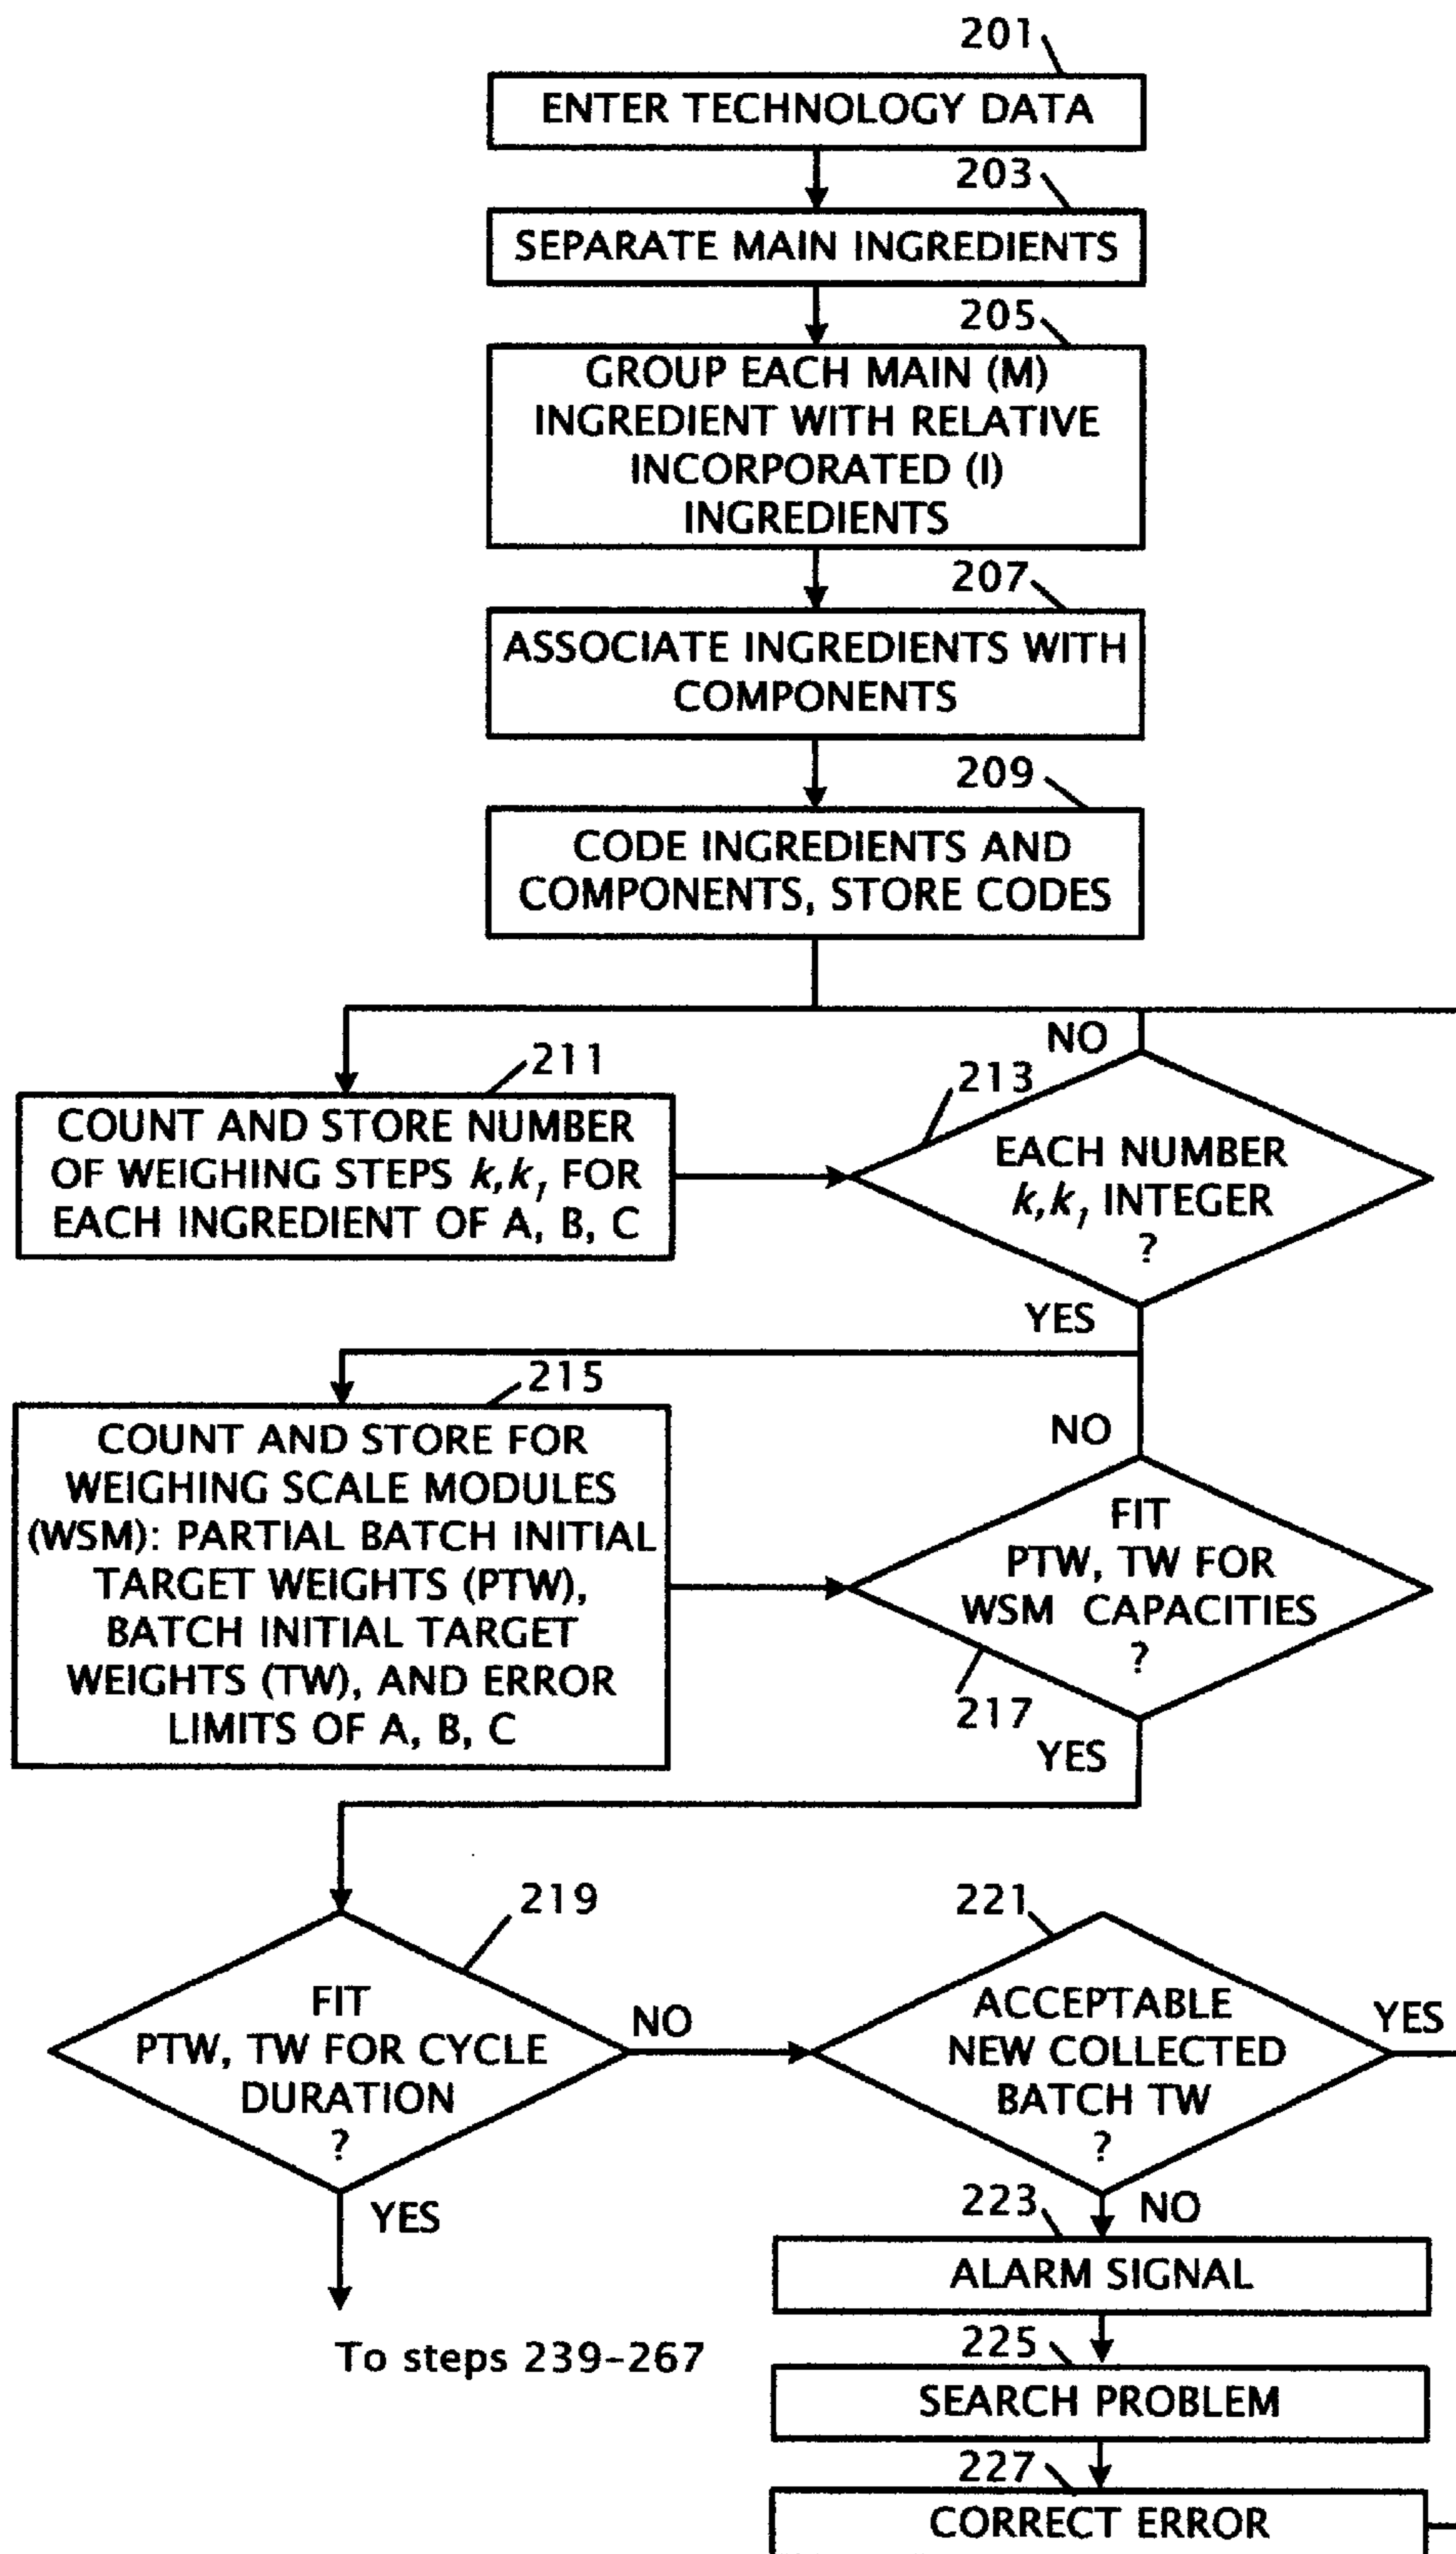 201
ENTER TECHNOLOGY DATA
203
SEPARATE MAIN INGREDIENTS
205
GROUP EACH MAIN (M)
INGREDIENT WITH RELATIVE
INCORPORATED (I)
INGREDIENTS
207
ASSOCIATE INGREDIENTS WITH
COMPONENTS
209
CODE INGREDIENTS AND
COMPONENTS, STORE CODES
211
COUNT AND STORE NUMBER
OF WEIGHING STEPS k,k₁ FOR
EACH INGREDIENT OF A, B, C
NO
213
EACH NUMBER
k,k₁ INTEGER
?
YES
215
COUNT AND STORE FOR
WEIGHING SCALE MODULES
(WSM): PARTIAL BATCH INITIAL
TARGET WEIGHTS (PTW),
BATCH INITIAL TARGET
WEIGHTS (TW), AND ERROR
LIMITS OF A, B, C
NO
FIT
PTW, TW FOR
WSM CAPACITIES
?
217
YES
219
FIT
PTW, TW FOR CYCLE
DURATION
?
NO
YES
To steps 239-267
221
ACCEPTABLE
NEW COLLECTED
BATCH TW
?
YES
NO
223
ALARM SIGNAL
225
SEARCH PROBLEM
227
CORRECT ERROR